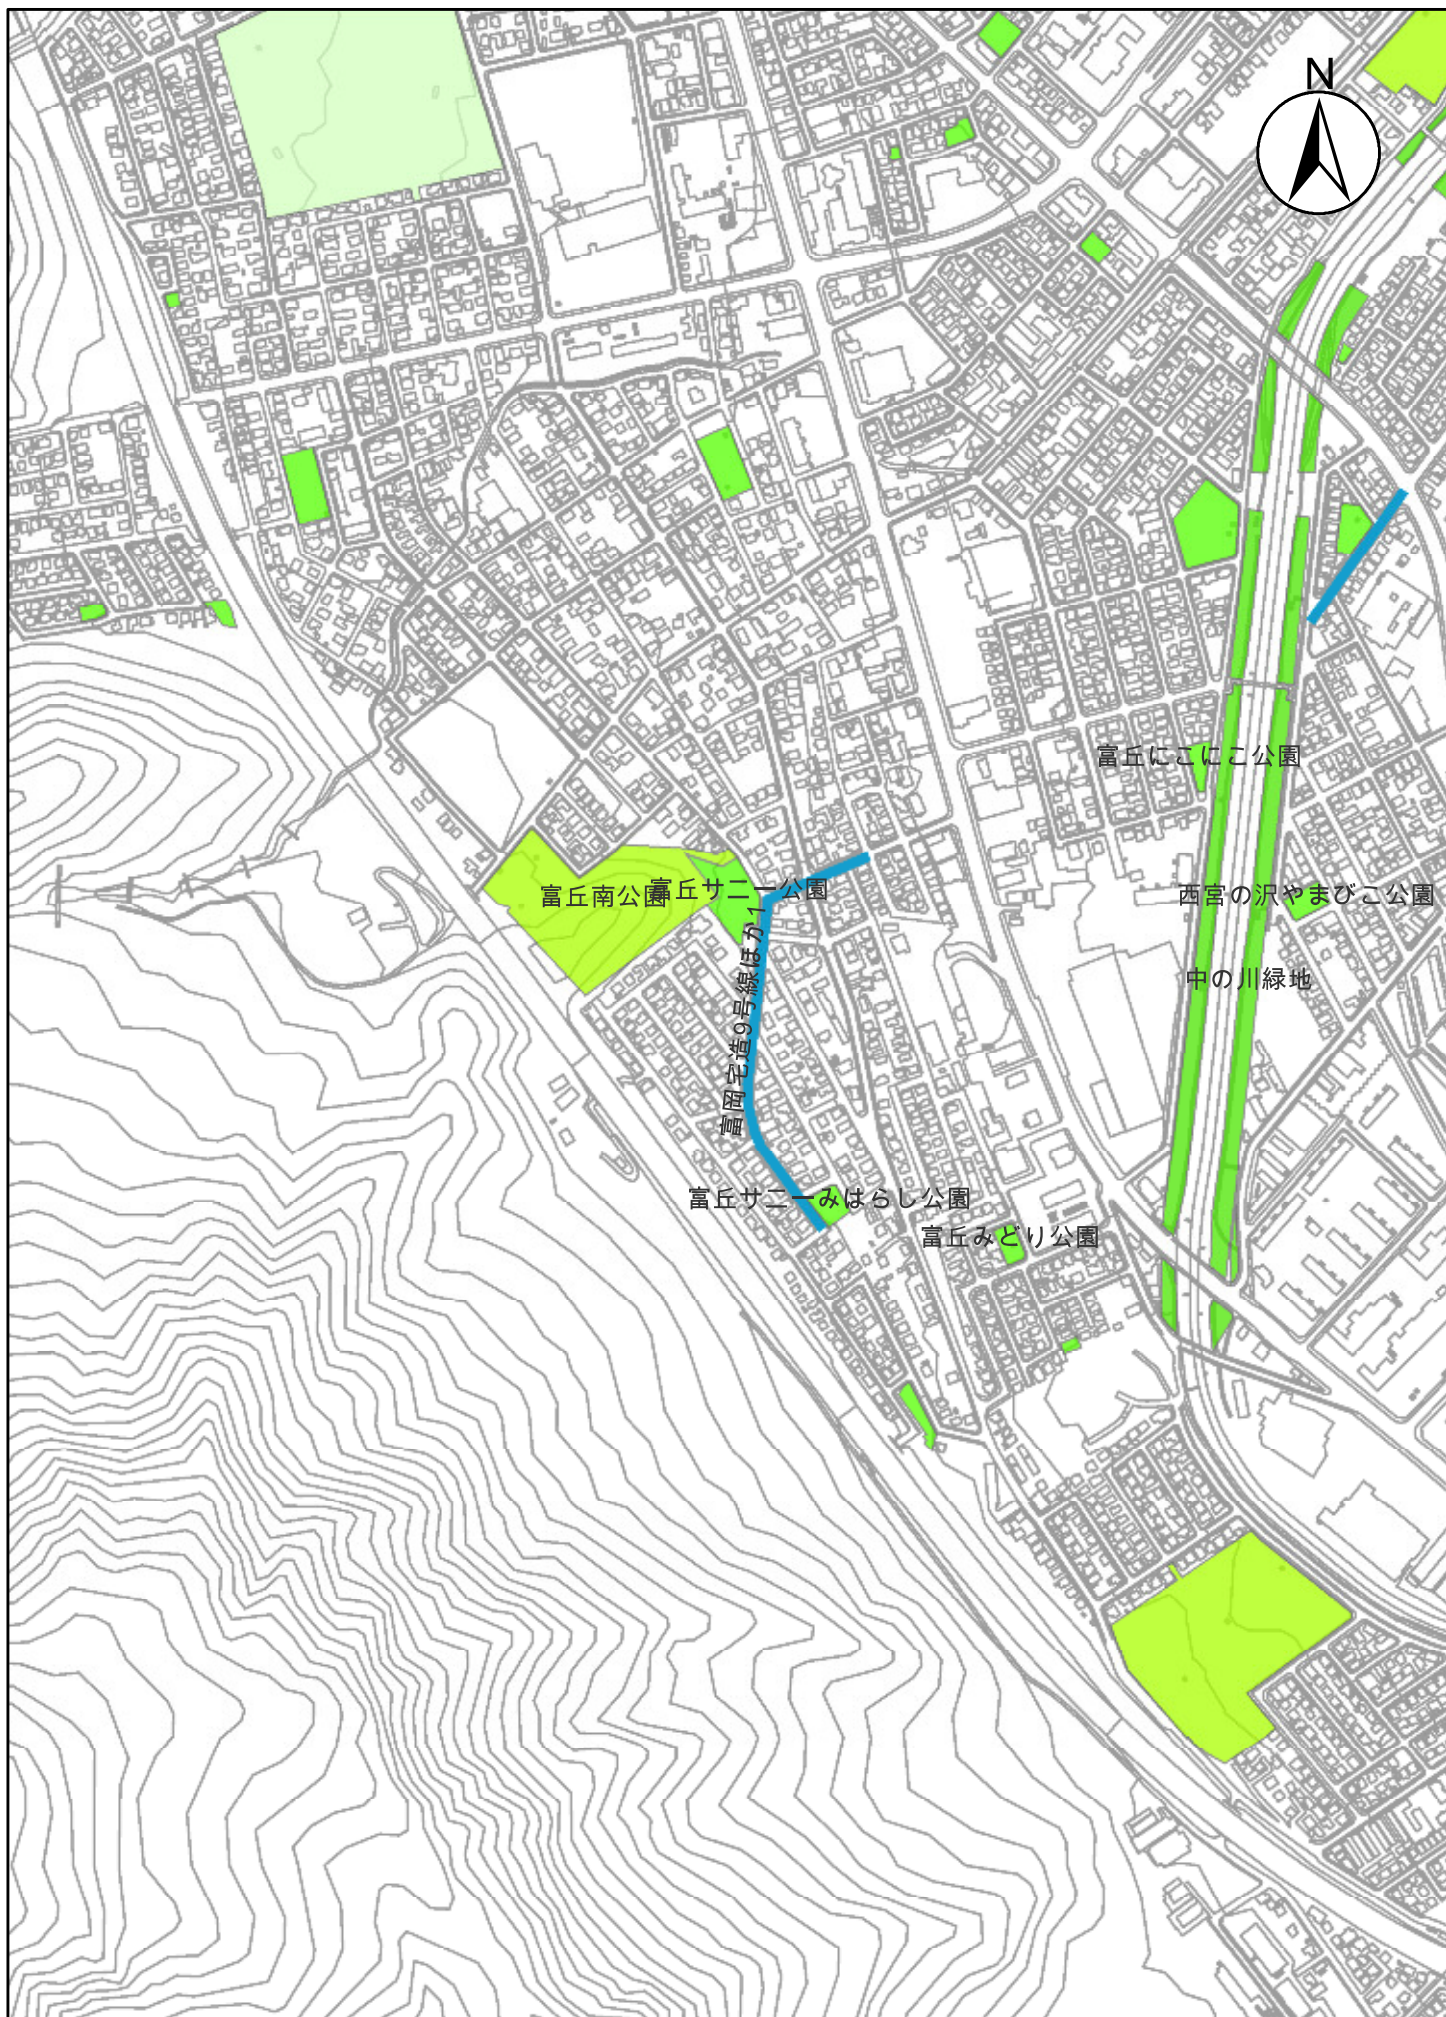 N
富丘にこにこ公園
富丘南公園
富丘サニー公園
西宮の沢やまびこ公園
中の川緑地
富岡宅造9号線ほか1
富丘サニーみはらし公園
富丘みどり公園